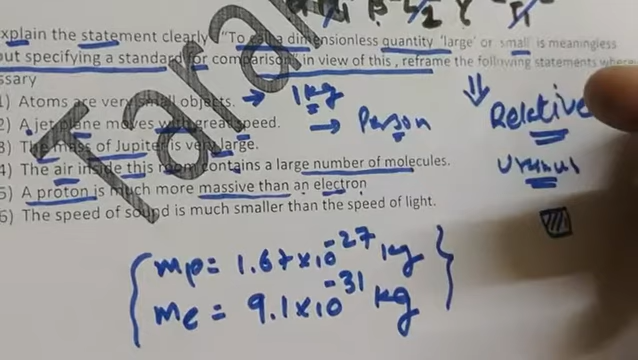 xplain the statement clearly : "To call a dimensionless quantity 'large' or small is meaningless
out specifying a standard for comparison" in view of this , reframe the following statements where
ssary
1) Atoms are very small objects. → 1kg
2) A jet plane moves with great speed. → Person
3) The mass of Jupiter is very large.
4) The air inside this room contains a large number of molecules.
5) A proton is much more massive than an electron
6) The speed of sound is much smaller than the speed of light.
Relative
Uranus
mp = 1.67×10-27 kg
me = 9.1×10-31 kg
Tara